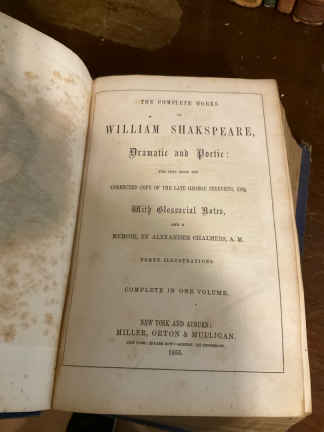 THE COMPLETE WORKS
OF
WILLIAM SHAKSPEARE,
Dramatic and Poetic:
THE TEXT FROM THE
CORRECTED COPY OF THE LATE GEORGE STEEVENS, ESQ.
With Glossarial Notes,
AND A
MEMOIR, BY ALEXANDER CHALMERS, A. M.
FORTY ILLUSTRATIONS.
COMPLETE IN ONE VOLUME.
NEW YORK AND AUBURN:
MILLER, ORTON & MULLIGAN.
1855.